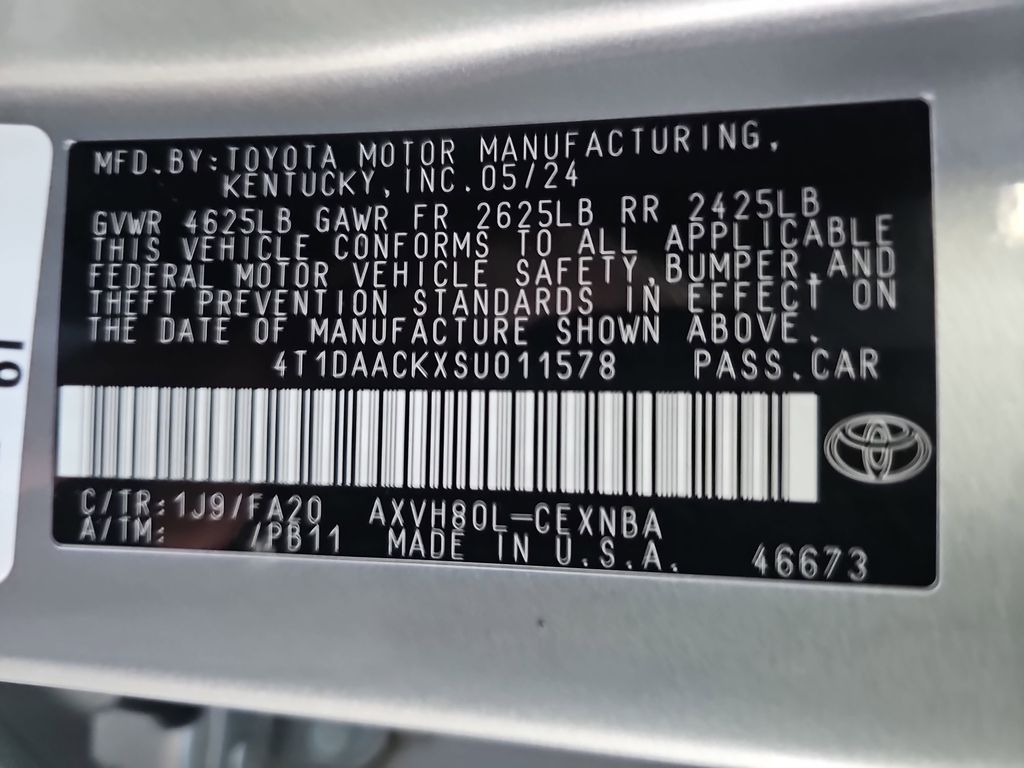 MFD.BY:TOYOTA MOTOR MANUFACTURING,
KENTUCKY,INC.05/24
GVWR 4625LB GAWR FR 2625LB RR 2425LB
THIS VEHICLE CONFORMS TO ALL APPLICABLE
FEDERAL MOTOR VEHICLE SAFETY,BUMPER,AND
THEFT PREVENTION STANDARDS IN EFFECT ON
THE DATE OF MANUFACTURE SHOWN ABOVE.
4T1DAACKXSU011578 PASS.CAR
C/TR:1J9/FA20 AXVH80L-CEXNBA
A/TM: /PB11 MADE IN U.S.A. 46673